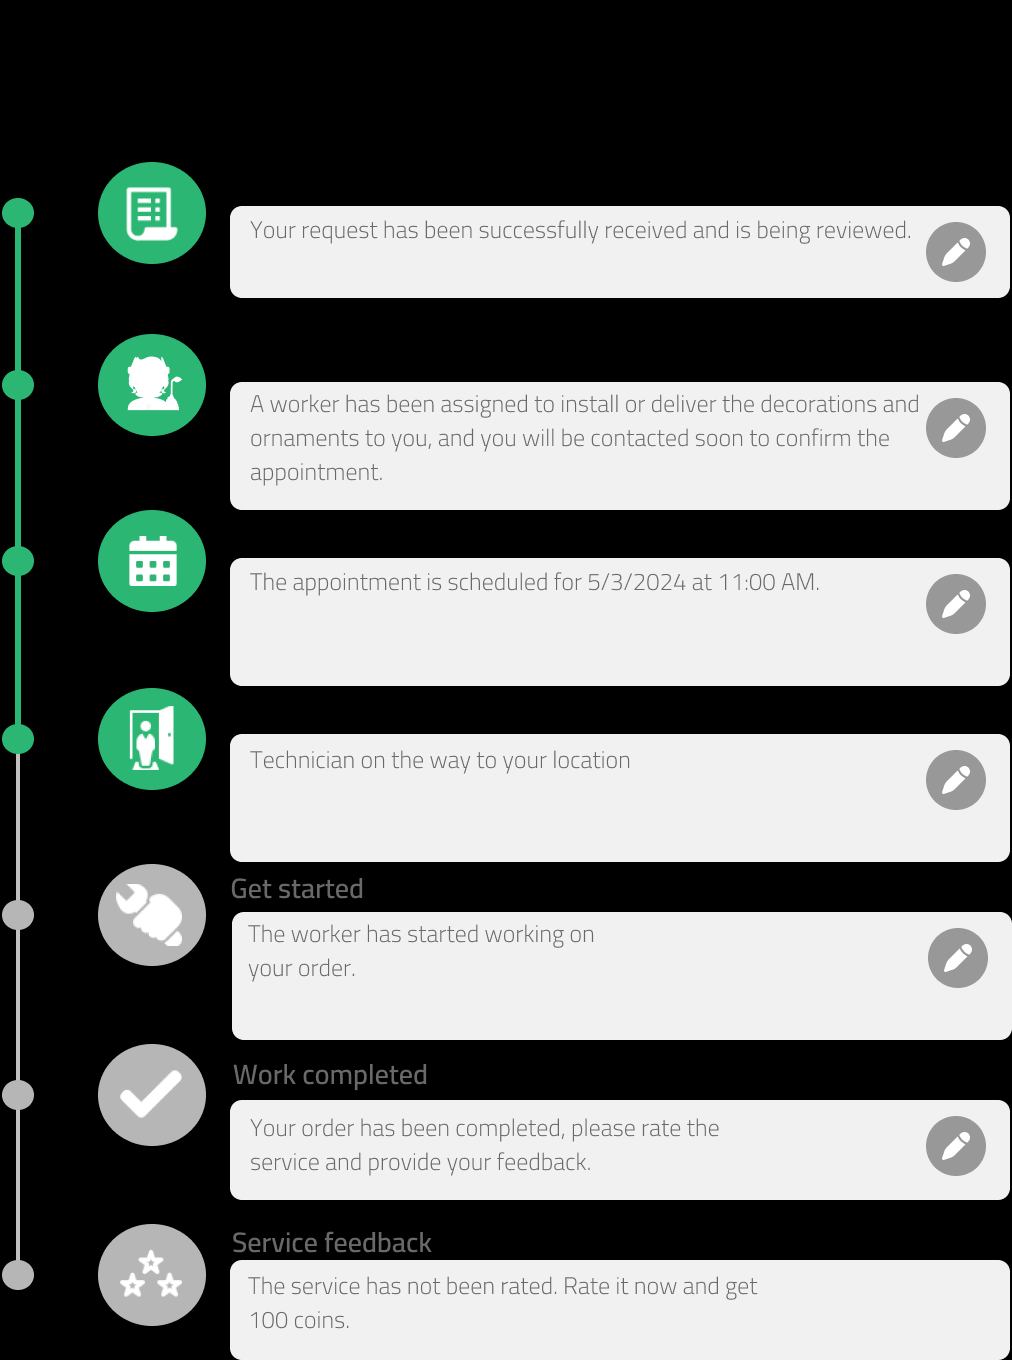 Your request has been successfully received and is being reviewed.
A worker has been assigned to install or deliver the decorations and
ornaments to you, and you will be contacted soon to confirm the
appointment.
The appointment is scheduled for 5/3/2024 at 11:00 AM.
Technician on the way to your location
Get started
The worker has started working on
your order.
Work completed
Your order has been completed, please rate the
service and provide your feedback.
Service feedback
The service has not been rated. Rate it now and get
100 coins.